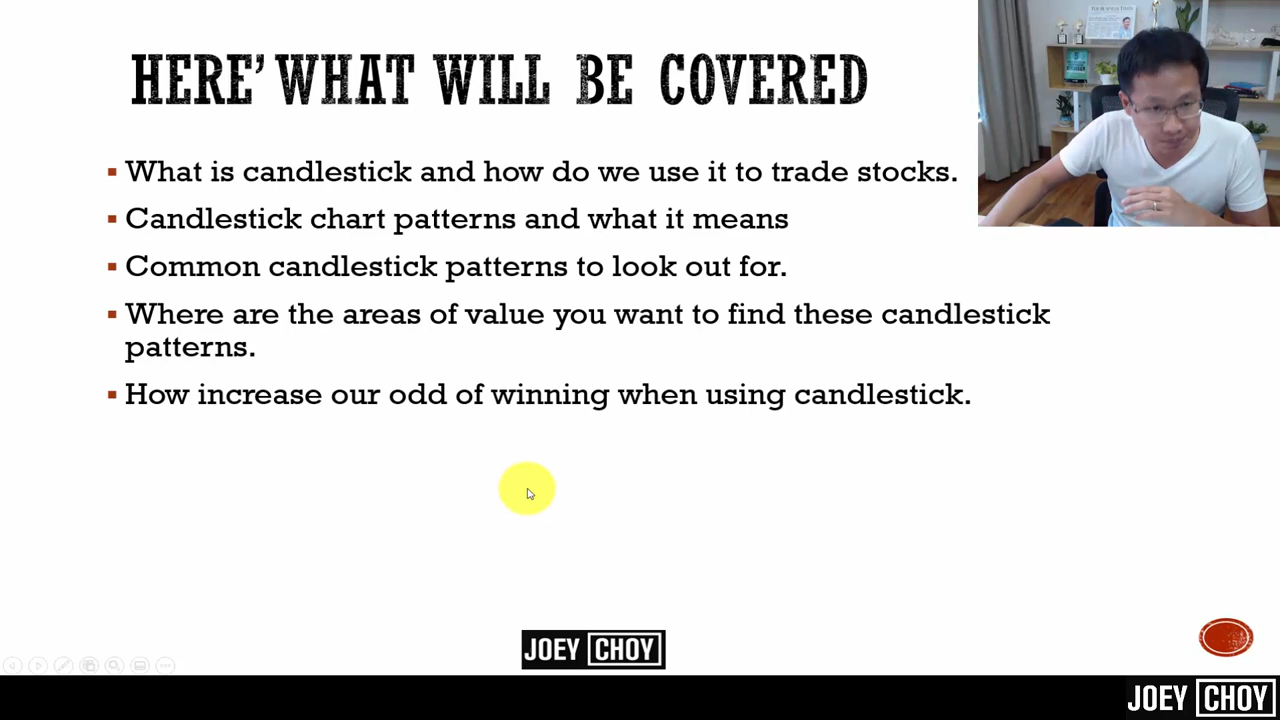 HERE' WHAT WILL BE COVERED
What is candlestick and how do we use it to trade stocks.
Candlestick chart patterns and what it means
Common candlestick patterns to look out for.
Where are the areas of value you want to find these candlestick
patterns.
How increase our odd of winning when using candlestick.
JOEY CHOY
JOEY CHOY